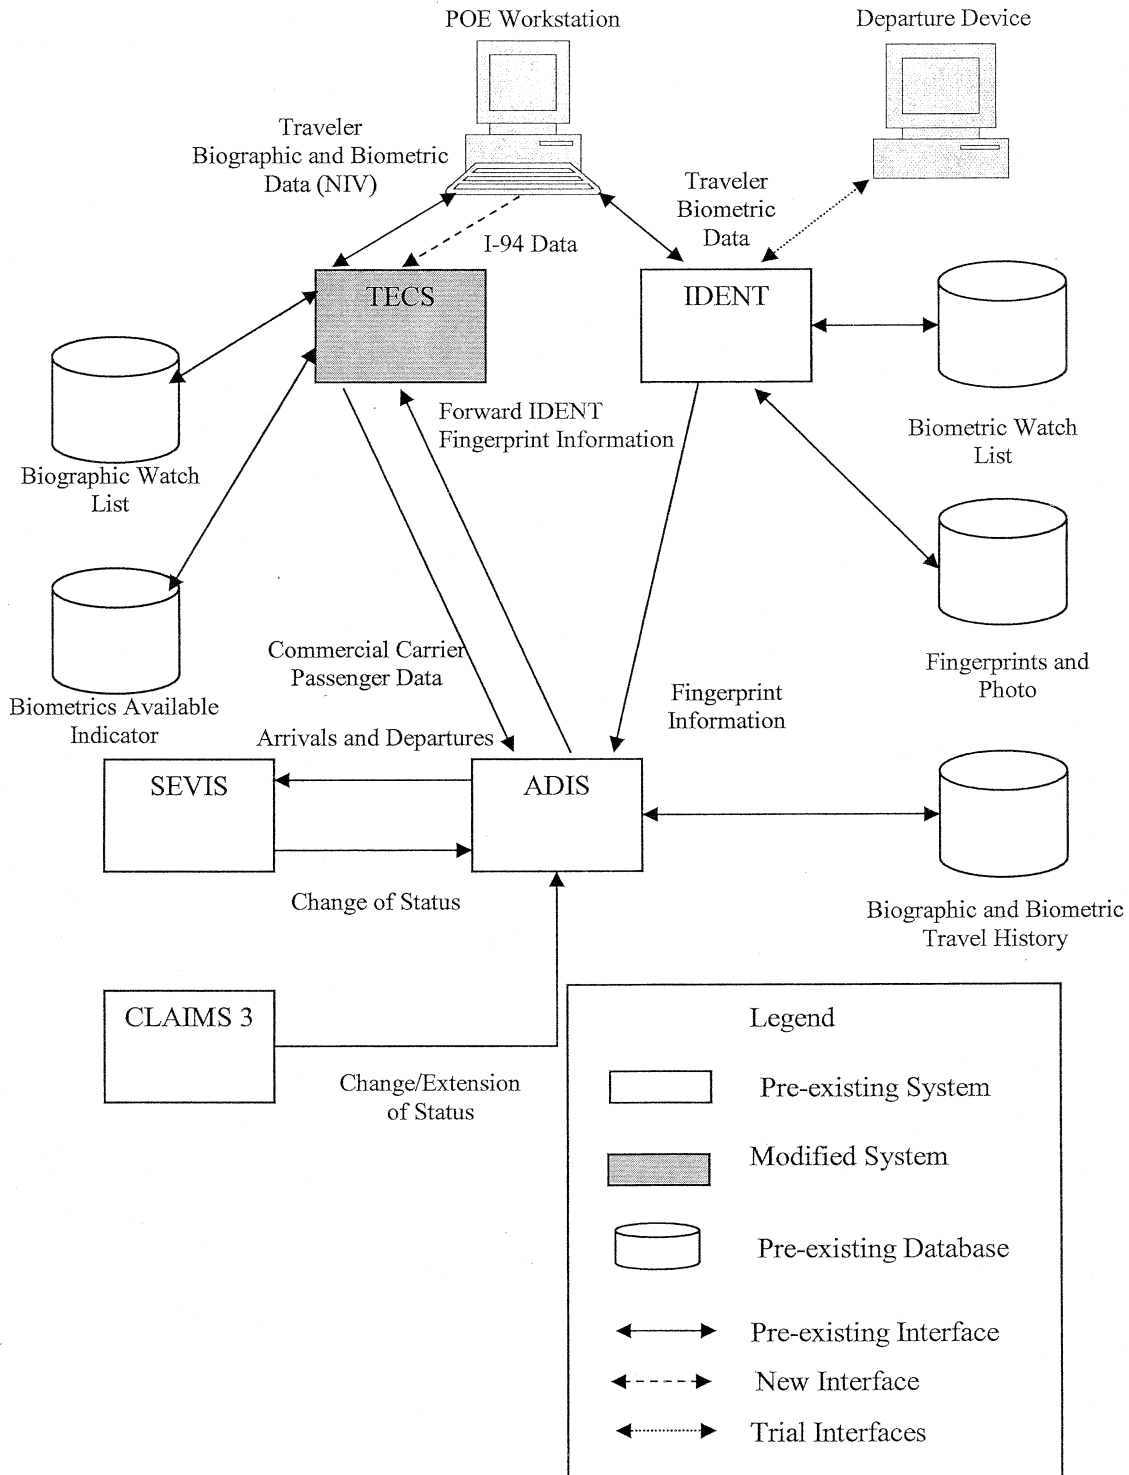 POE Workstation
Departure Device
Traveler
Biographic and Biometric
Data (NIV)
Traveler
Biometric
Data
I-94 Data
TECS
IDENT
Forward IDENT
Fingerprint Information
Biographic Watch
List
Biometric Watch
List
Commercial Carrier
Passenger Data
Fingerprints and
Photo
Biometrics Available
Indicator
Fingerprint
Information
Arrivals and Departures
SEVIS
ADIS
Change of Status
Biographic and Biometric
Travel History
CLAIMS 3
Change/Extension
of Status
Legend
Pre-existing System
Modified System
Pre-existing Database
Pre-existing Interface
New Interface
Trial Interfaces